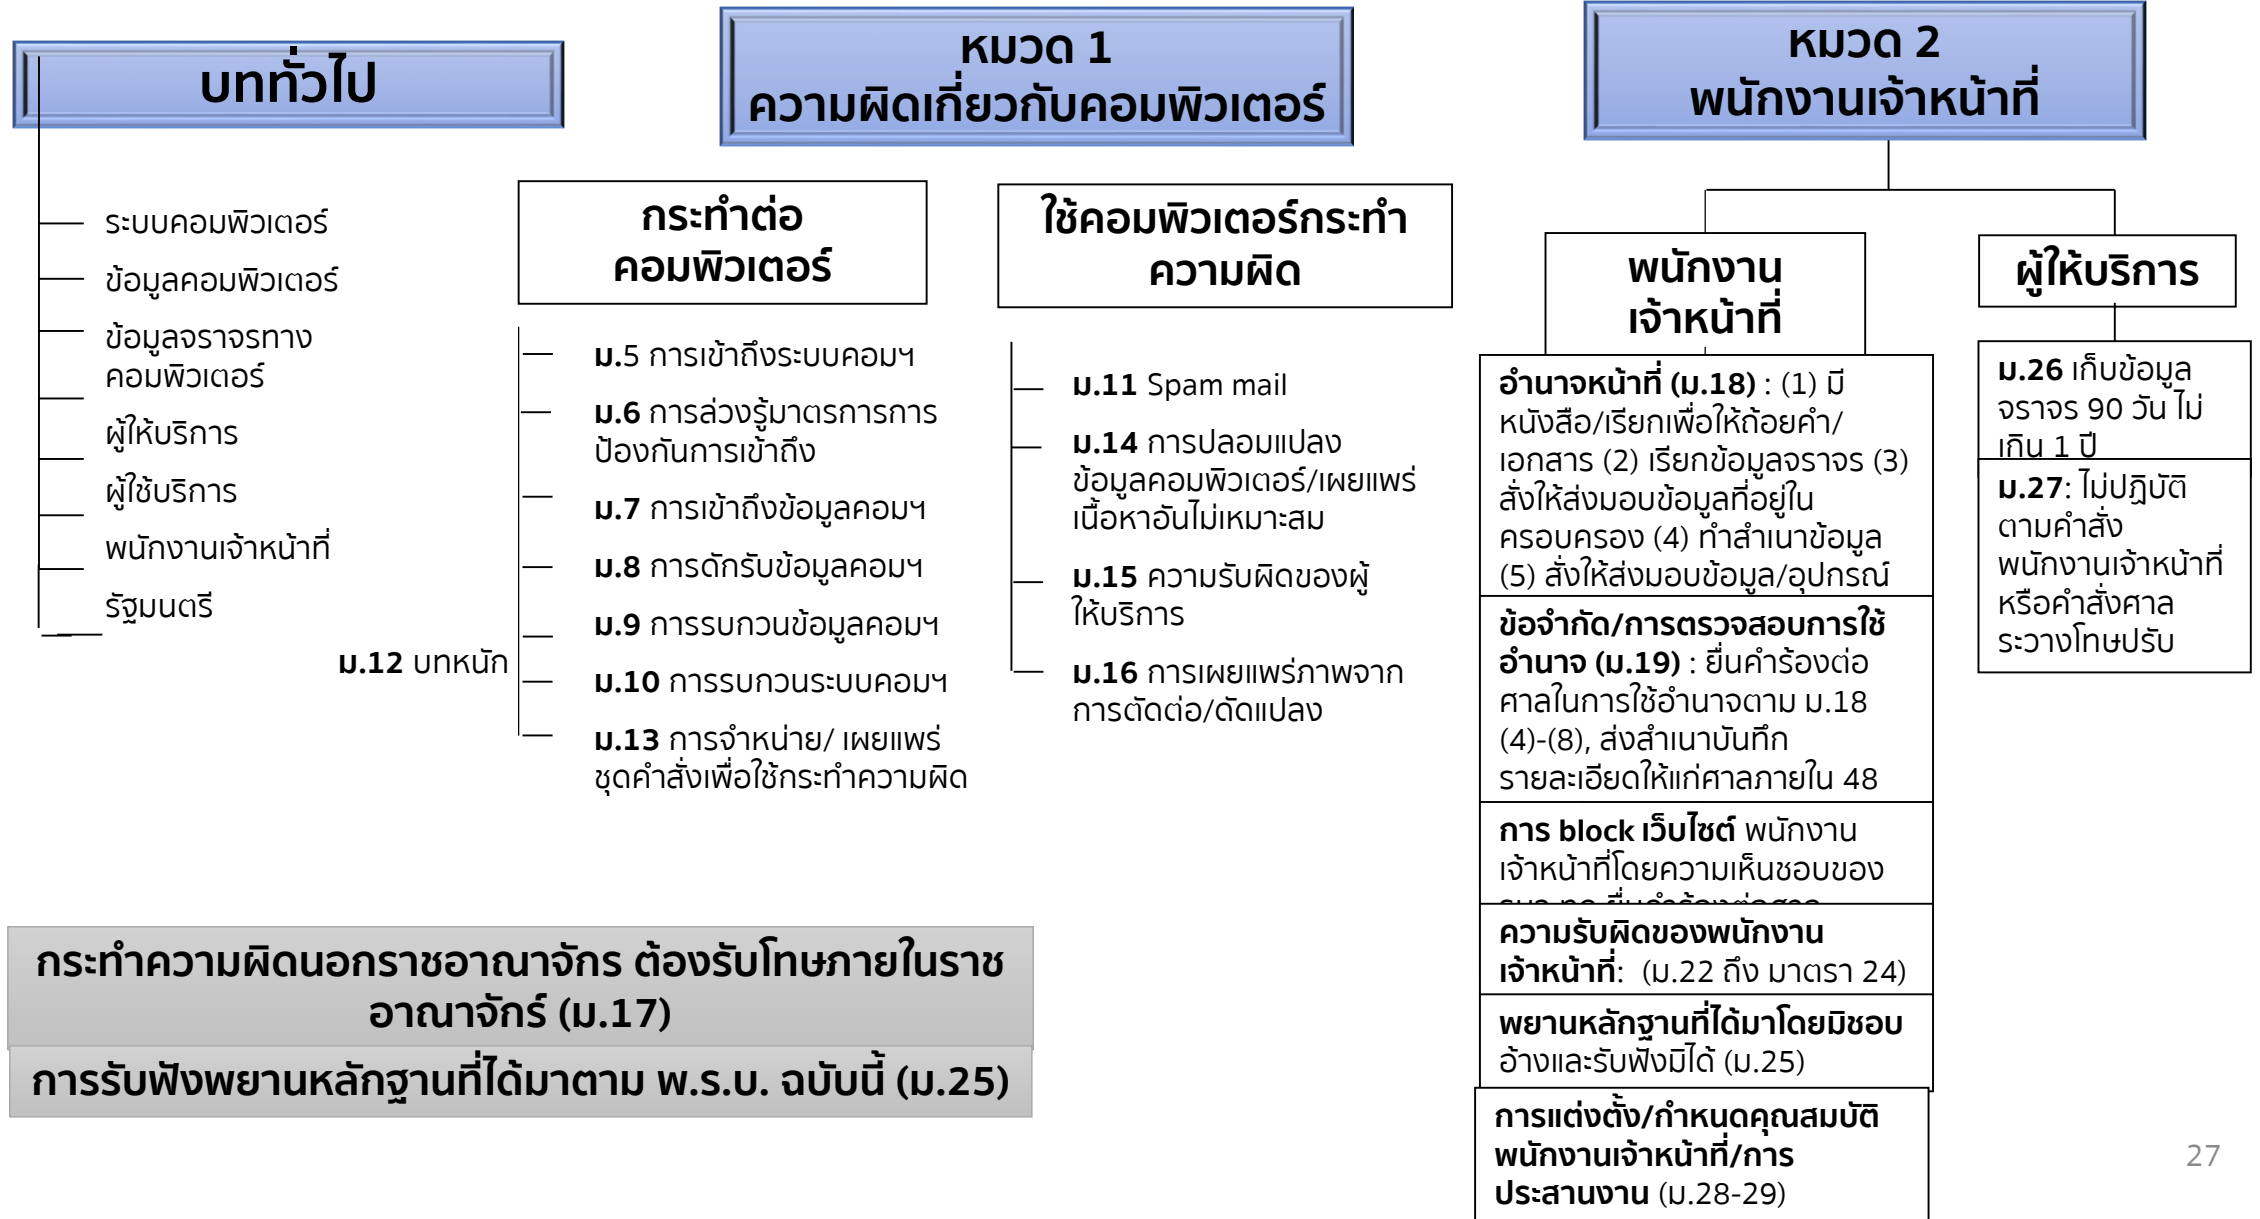 บททั่วไป
ระบบคอมพิวเตอร์
ข้อมูลคอมพิวเตอร์
ข้อมูลจราจรทาง
คอมพิวเตอร์
ผู้ให้บริการ
ผู้ใช้บริการ
พนักงานเจ้าหน้าที่
รัฐมนตรี
หมวด 1
ความผิดเกี่ยวกับคอมพิวเตอร์
กระทำต่อ
คอมพิวเตอร์
ม.5 การเข้าถึงระบบคอมฯ
ม.6 การล่วงรู้มาตรการการ
ป้องกันการเข้าถึง
ม.7 การเข้าถึงข้อมูลคอมฯ
ม.8 การดักรับข้อมูลคอมฯ
ม.9 การรบกวนข้อมูลคอมฯ
ม.12 บทหนัก
ม.10 การรบกวนระบบคอมฯ
ม.13 การจำหน่าย/ เผยแพร่
ชุดคำสั่งเพื่อใช้กระทำความผิด
ใช้คอมพิวเตอร์กระทำ
ความผิด
ม.11 Spam mail
ม.14 การปลอมแปลง
ข้อมูลคอมพิวเตอร์/เผยแพร่
เนื้อหาอันไม่เหมาะสม
ม.15 ความรับผิดของผู้
ให้บริการ
ม.16 การเผยแพร่ภาพจาก
การตัดต่อ/ดัดแปลง
หมวด 2
พนักงานเจ้าหน้าที่
พนักงาน
เจ้าหน้าที่
อำนาจหน้าที่ (ม.18) : (1) มี
หนังสือ/เรียกเพื่อให้ถ้อยคำ/
เอกสาร (2) เรียกข้อมูลจราจร (3)
สั่งให้ส่งมอบข้อมูลที่อยู่ใน
ครอบครอง (4) ทำสำเนาข้อมูล
(5) สั่งให้ส่งมอบข้อมูล/อุปกรณ์
ข้อจำกัด/การตรวจสอบการใช้
อำนาจ (ม.19) : ยื่นคำร้องต่อ
ศาลในการใช้อำนาจตาม ม.18
(4)-(8), ส่งสำเนาบันทึก
รายละเอียดให้แก่ศาลภายใน 48
การ block เว็บไซต์ พนักงาน
เจ้าหน้าที่โดยความเห็นชอบของ
ความรับผิดของพนักงาน
เจ้าหน้าที่: (ม.22 ถึง มาตรา 24)
พยานหลักฐานที่ได้มาโดยมิชอบ
อ้างและรับฟังมิได้ (ม.25)
การแต่งตั้ง/กำหนดคุณสมบัติ
พนักงานเจ้าหน้าที่/การ
ประสานงาน (ม.28-29)
ผู้ให้บริการ
ม.26 เก็บข้อมูล
จราจร 90 วัน ไม่
เกิน 1 ปี
ม.27: ไม่ปฏิบัติ
ตามคำสั่ง
พนักงานเจ้าหน้าที่
หรือคำสั่งศาล
ระวางโทษปรับ
กระทำความผิดนอกราชอาณาจักร ต้องรับโทษภายในราช
อาณาจักร์ (ม.17)
การรับฟังพยานหลักฐานที่ได้มาตาม พ.ร.บ. ฉบับนี้ (ม.25)
27